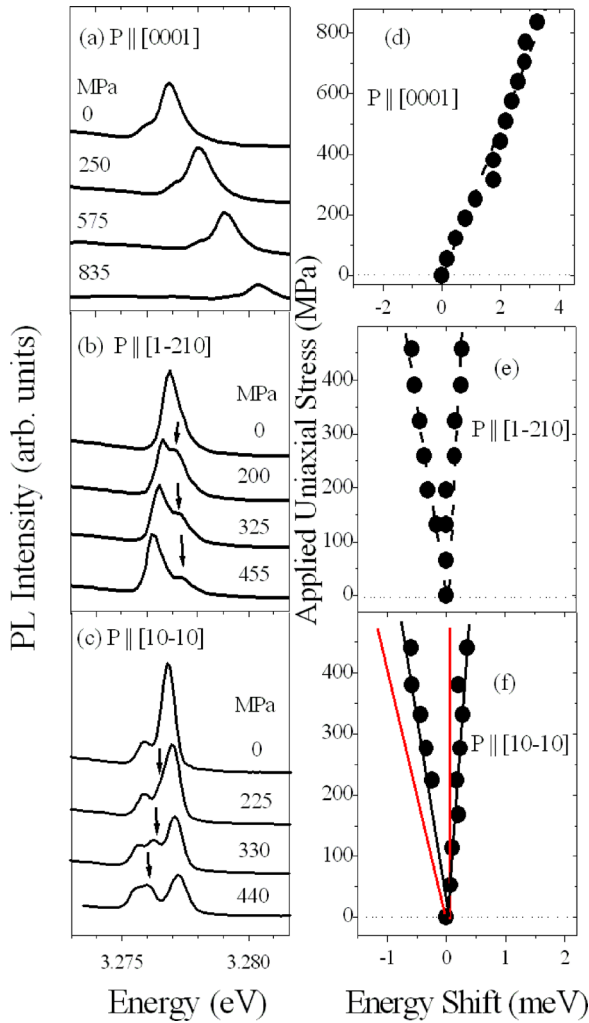 (a) P || [0001]
MPa
0
250
575
835
(b) P || [1-210]
MPa
0
200
325
455
(c) P || [10-10]
MPa
0
225
330
440
3.275
3.280
Energy (eV)
PL Intensity (arb. units)
Applied Uniaxial Stress (MPa)
(d)
P || [0001]
800
600
400
200
0
-2
0
2
4
(e)
P || [1-210]
400
300
200
100
0
(f)
P || [10-10]
400
300
200
100
0
-1
0
1
2
Energy Shift (meV)